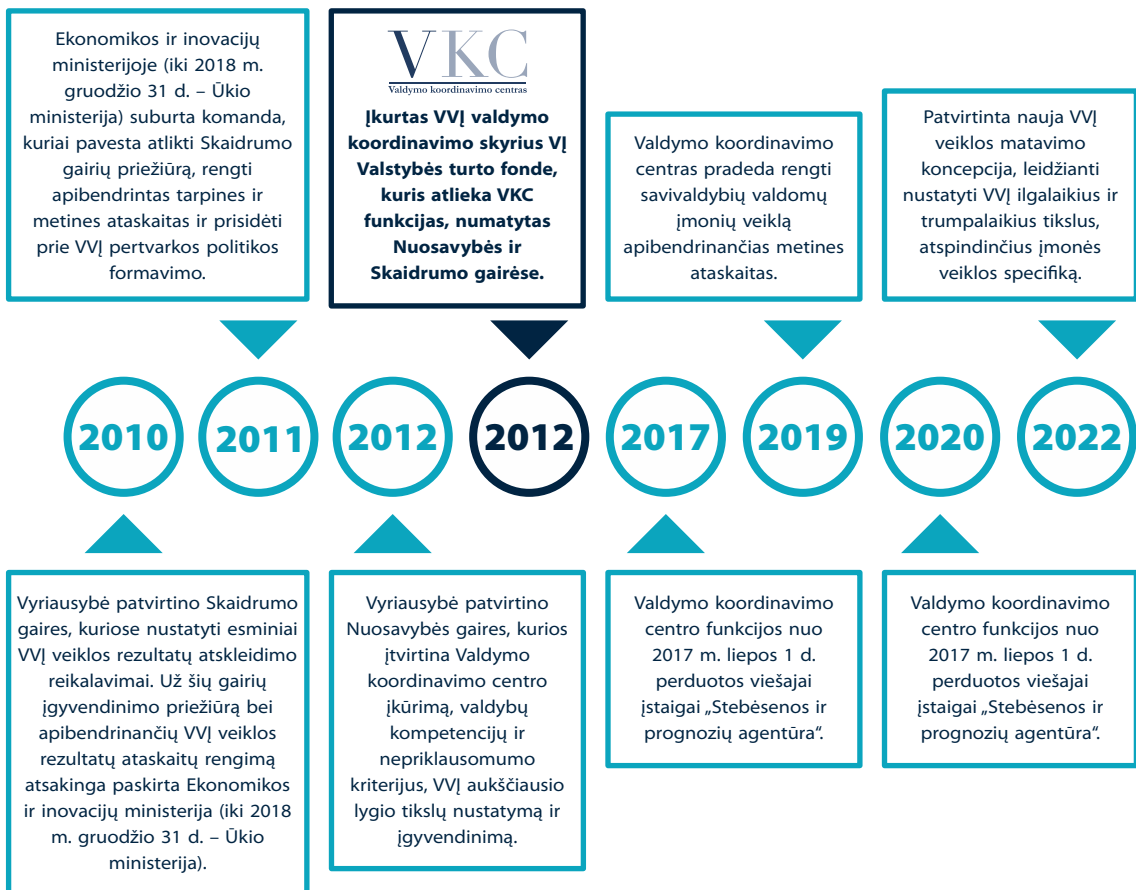 Ekonomikos ir inovacijų
ministerijoje (iki 2018 m.
gruodžio 31 d. – Ūkio
ministerija) suburta komanda,
kuriai pavesta atlikti Skaidrumo
gairių priežiūrą, rengti
apibendrintas tarpines ir
metines ataskaitas ir prisidėti
prie VVĮ pertvarkos politikos
formavimo.
VKC
Valdymo koordinavimo centras
Įkurtas VVĮ valdymo
koordinavimo skyrius VĮ
Valstybės turto fonde,
kuris atlieka VKC
funkcijas, numatytas
Nuosavybės ir
Skaidrumo gairėse.
Valdymo koordinavimo
centras pradeda rengti
savivaldybių valdomų
įmonių veiklą
apibendrinančias metines
ataskaitas.
Patvirtinta nauja VVĮ
veiklos matavimo
koncepcija, leidžianti
nustatyti VVĮ ilgalaikius ir
trumpalaikius tikslus,
atspindinčius įmonės
veiklos specifiką.
2010
2011
2012
2012
2017
2019
2020
2022
Vyriausybė patvirtino Skaidrumo
gaires, kuriose nustatyti esminiai
VVĮ veiklos rezultatų atskleidimo
reikalavimai. Už šių gairių
įgyvendinimo priežiūrą bei
apibendrinančių VVĮ veiklos
rezultatų ataskaitų rengimą
atsakinga paskirta Ekonomikos
ir inovacijų ministerija (iki 2018
m. gruodžio 31 d. – Ūkio
ministerija).
Vyriausybė patvirtino
Nuosavybės gaires, kurios
įtvirtina Valdymo
koordinavimo centro
įkūrimą, valdybų
kompetencijų ir
nepriklausomumo
kriterijus, VVĮ aukščiausio
lygio tikslų nustatymą ir
įgyvendinimą.
Valdymo koordinavimo
centro funkcijos nuo
2017 m. liepos 1 d.
perduotos viešajai
įstaigai „Stebėsenos ir
prognozių agentūra“.
Valdymo koordinavimo
centro funkcijos nuo
2017 m. liepos 1 d.
perduotos viešajai
įstaigai „Stebėsenos ir
prognozių agentūra“.